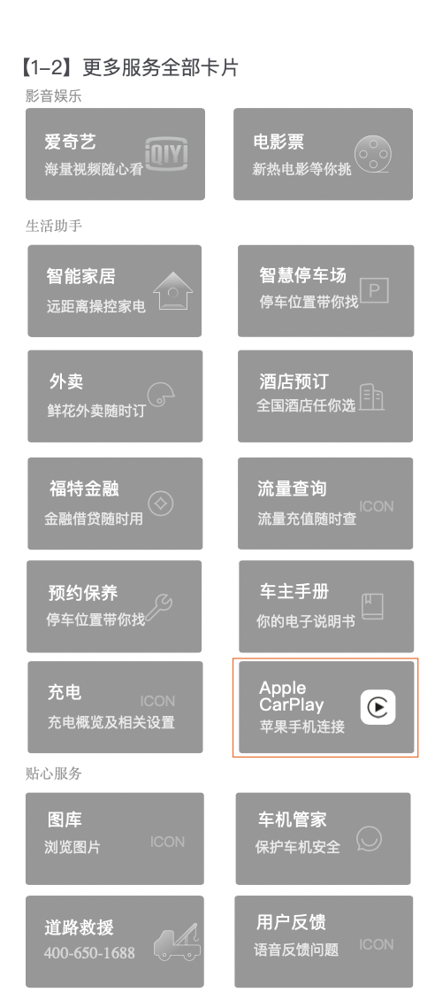 【1-2】更多服务全部卡片
影音娱乐
爱奇艺
海量视频随心看
iQIYI
电影票
新热电影等你挑
生活助手
智能家居
远距离操控家电
智慧停车场
停车位置带你找
P
外卖
鲜花外卖随时订
酒店预订
全国酒店任你选
福特金融
金融借贷随时用
流量查询
流量充值随时查
ICON
预约保养
停车位置带你找
车主手册
你的电子说明书
充电
充电概览及相关设置
ICON
Apple
CarPlay
苹果手机连接
贴心服务
图库
浏览图片
ICON
车机管家
保护车机安全
道路救援
400-650-1688
用户反馈
语音反馈问题
ICON